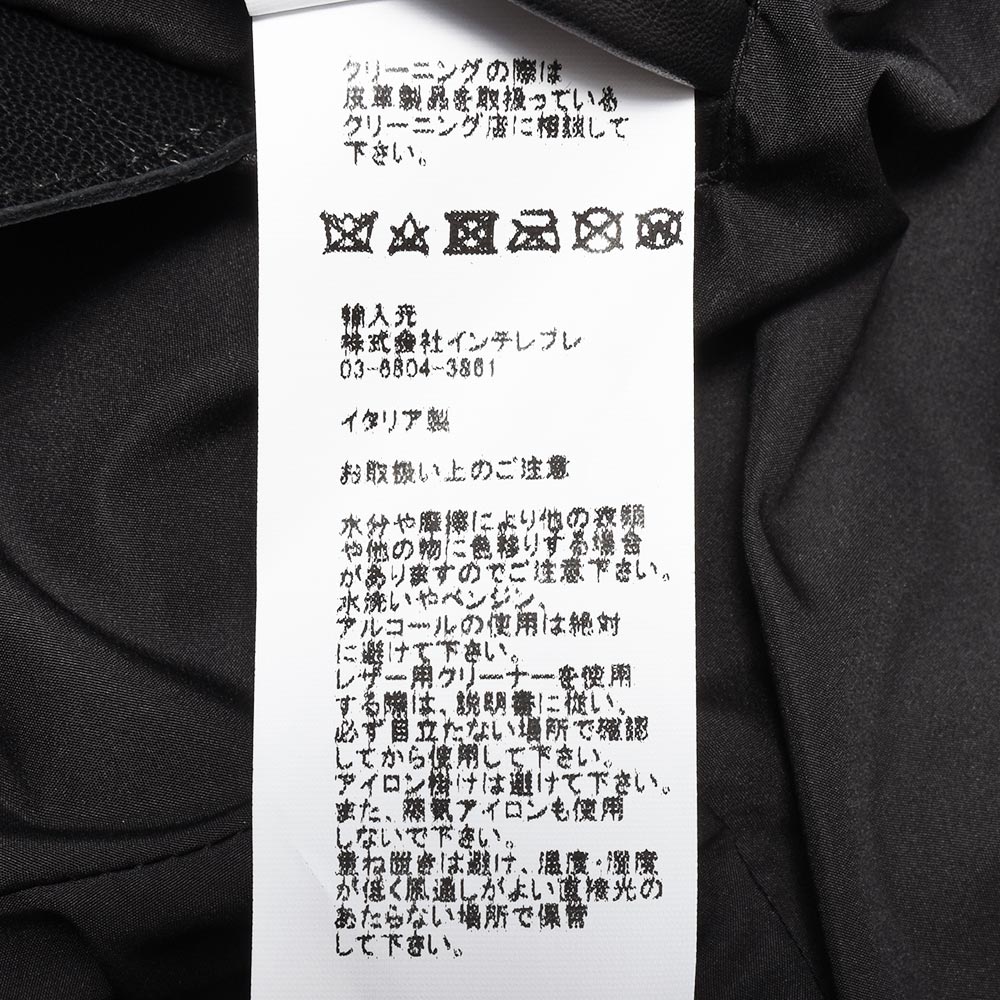 クリーニングの際は
皮革製品を取扱っている
クリーニング店に相談して
下さい。
輸入元
株式会社インテレプレ
03-6804-3861
イタリア製
お取扱い上のご注意
水分や摩擦により他の衣類
や他の物に色移りする場合
がありますのでご注意下さい。
水洗いやベンジン、
アルコールの使用は絶対
に避けて下さい。
レザー用クリーナーを使用
する際は、説明書に従い、
必ず目立たない場所で確認
してから使用して下さい。
アイロン掛けは避けて下さい。
また、蒸気アイロンも使用
しないで下さい。
重ね置きは避け、温度・湿度
が低く風通しがよい直接光の
あたらない場所で保管
して下さい。